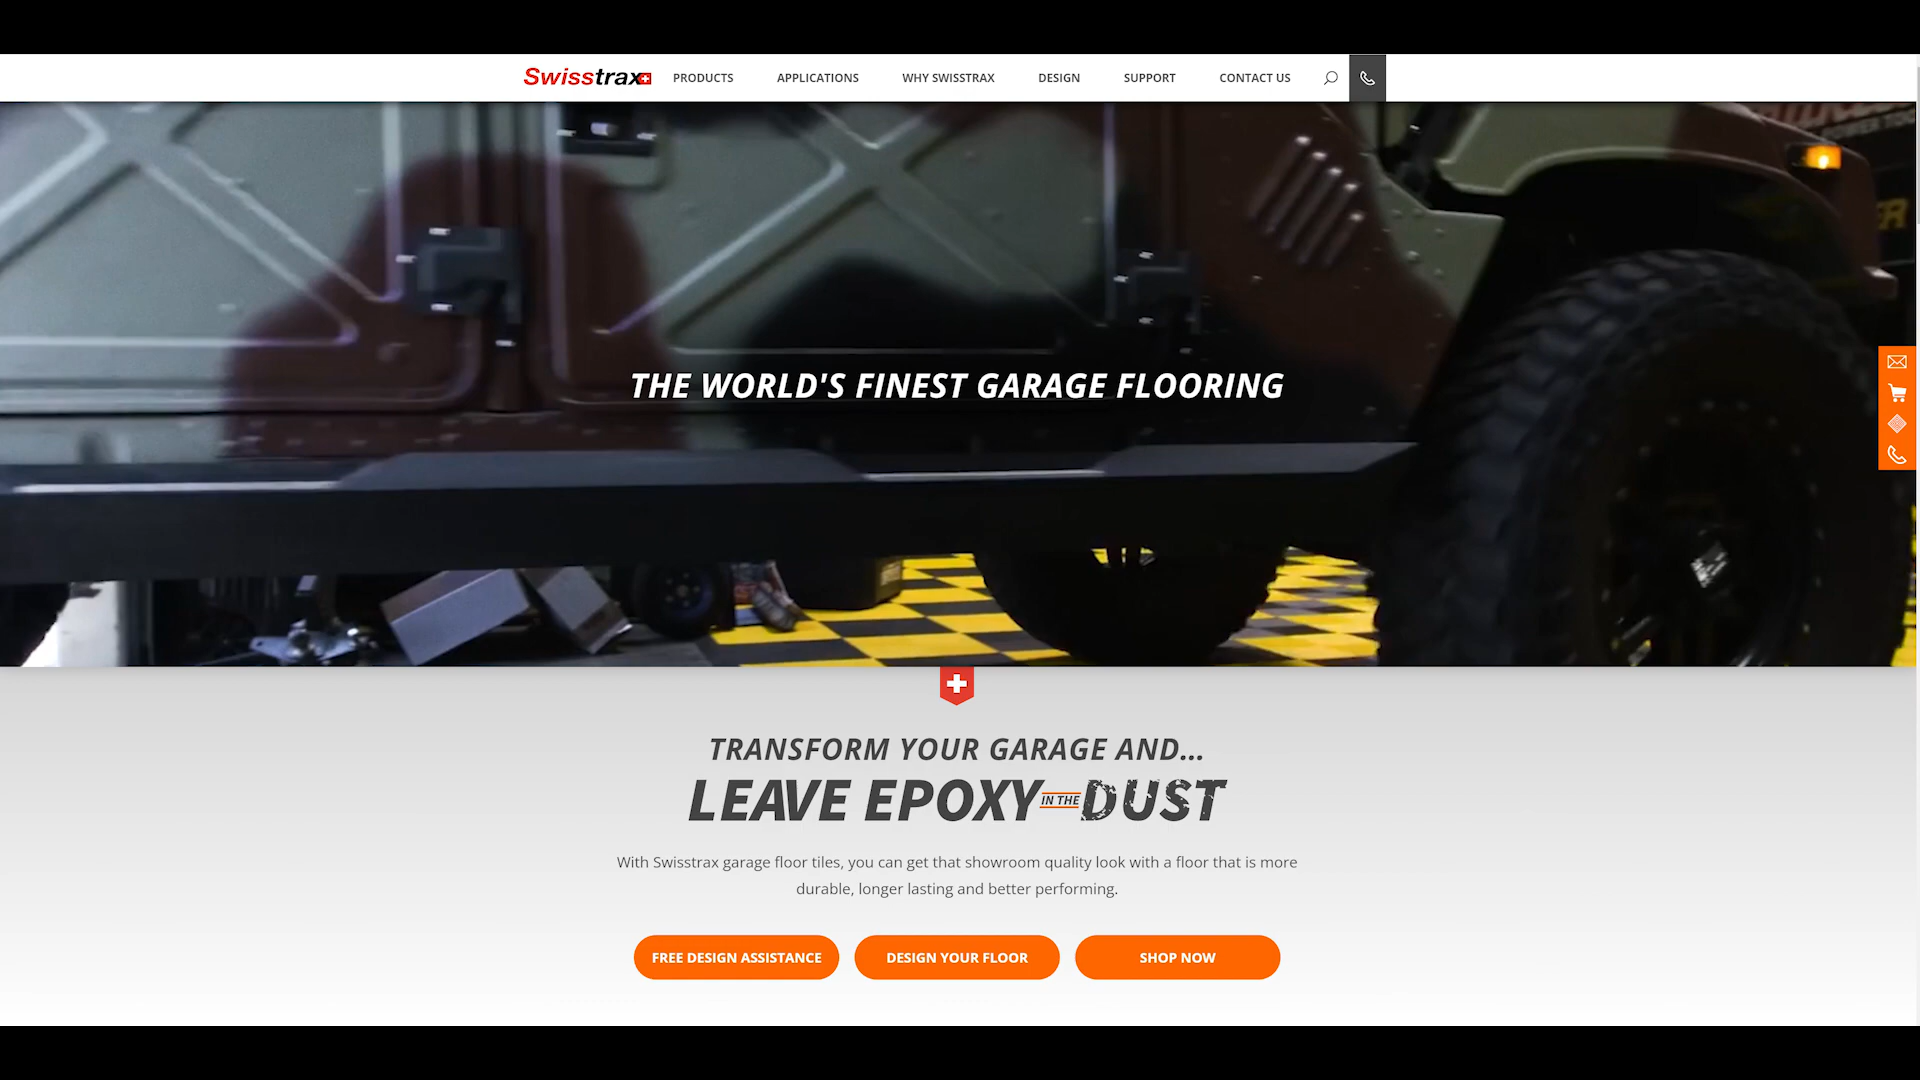 Swisstrax
PRODUCTS
APPLICATIONS
WHY SWISSTRAX
DESIGN
SUPPORT
CONTACT US
POWER TOO
THE WORLD'S FINEST GARAGE FLOORING
TRANSFORM YOUR GARAGE AND...
LEAVE EPOXY IN THE DUST
With Swisstrax garage floor tiles, you can get that showroom quality look with a floor that is more
durable, longer lasting and better performing.
FREE DESIGN ASSISTANCE
DESIGN YOUR FLOOR
SHOP NOW